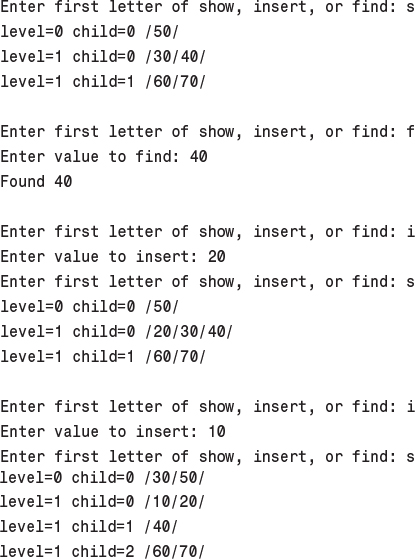 Enter first letter of show, insert, or find: s
level=0 child=0 /50/
level=1 child=0 /30/40/
level=1 child=1 /60/70/
Enter first letter of show, insert, or find: f
Enter value to find: 40
Found 40
Enter first letter of show, insert, or find: i
Enter value to insert: 20
Enter first letter of show, insert, or find: s
level=0 child=0 /50/
level=1 child=0 /20/30/40/
level=1 child=1 /60/70/
Enter first letter of show, insert, or find: i
Enter value to insert: 10
Enter first letter of show, insert, or find: s
level=0 child=0 /30/50/
level=1 child=0 /10/20/
level=1 child=1 /40/
level=1 child=2 /60/70/